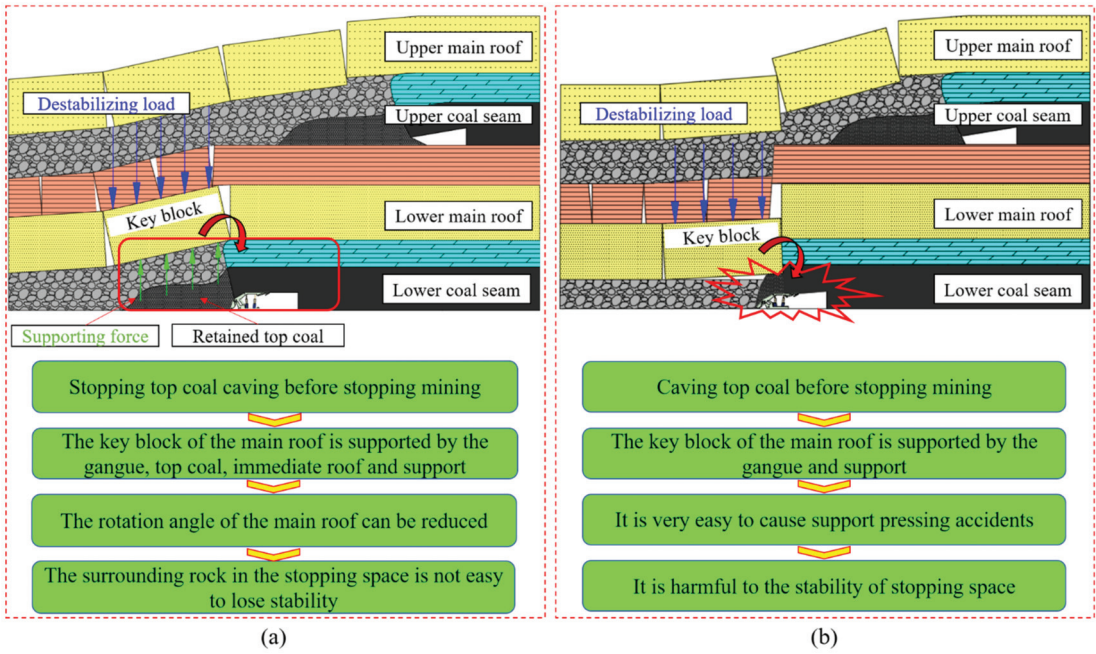 Upper main roof
Destabilizing load
Upper coal seam
Key block
Lower main roof
Lower coal seam
Supporting force
Retained top coal
Stopping top coal caving before stopping mining
The key block of the main roof is supported by the
gangue, top coal, immediate roof and support
The rotation angle of the main roof can be reduced
The surrounding rock in the stopping space is not easy
to lose stability
(a)
Upper main roof
Destabilizing load
Upper coal seam
Key block
Lower main roof
Lower coal seam
Caving top coal before stopping mining
The key block of the main roof is supported by the
gangue and support
It is very easy to cause support pressing accidents
It is harmful to the stability of stopping space
(b)